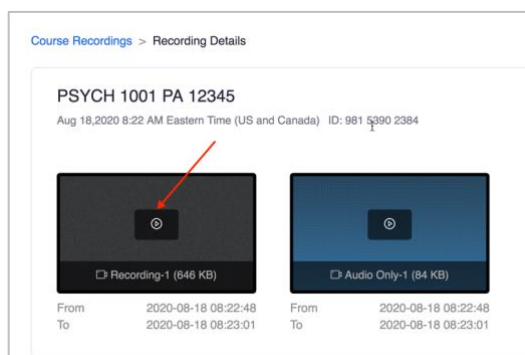 Course Recordings > Recording Details
PSYCH 1001 PA 12345
Aug 18,2020 8:22 AM Eastern Time (US and Canada) ID: 981 5390 2384
Recording-1 (646 KB)
Audio Only-1 (84 KB)
From 2020-08-18 08:22:48
To 2020-08-18 08:23:01
From 2020-08-18 08:22:48
To 2020-08-18 08:23:01